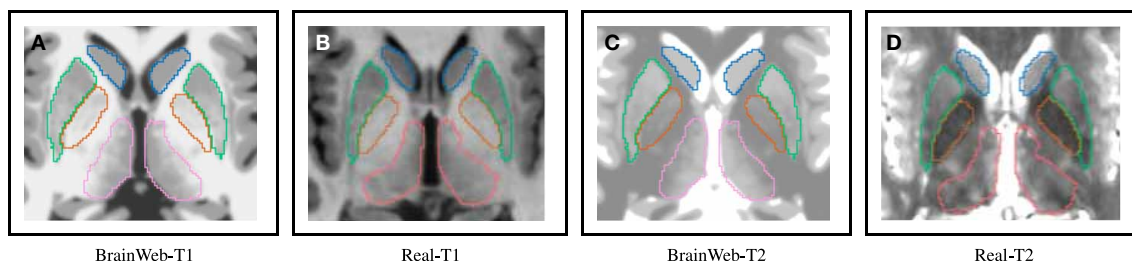 A
B
C
D
BrainWeb-T1
Real-T1
BrainWeb-T2
Real-T2